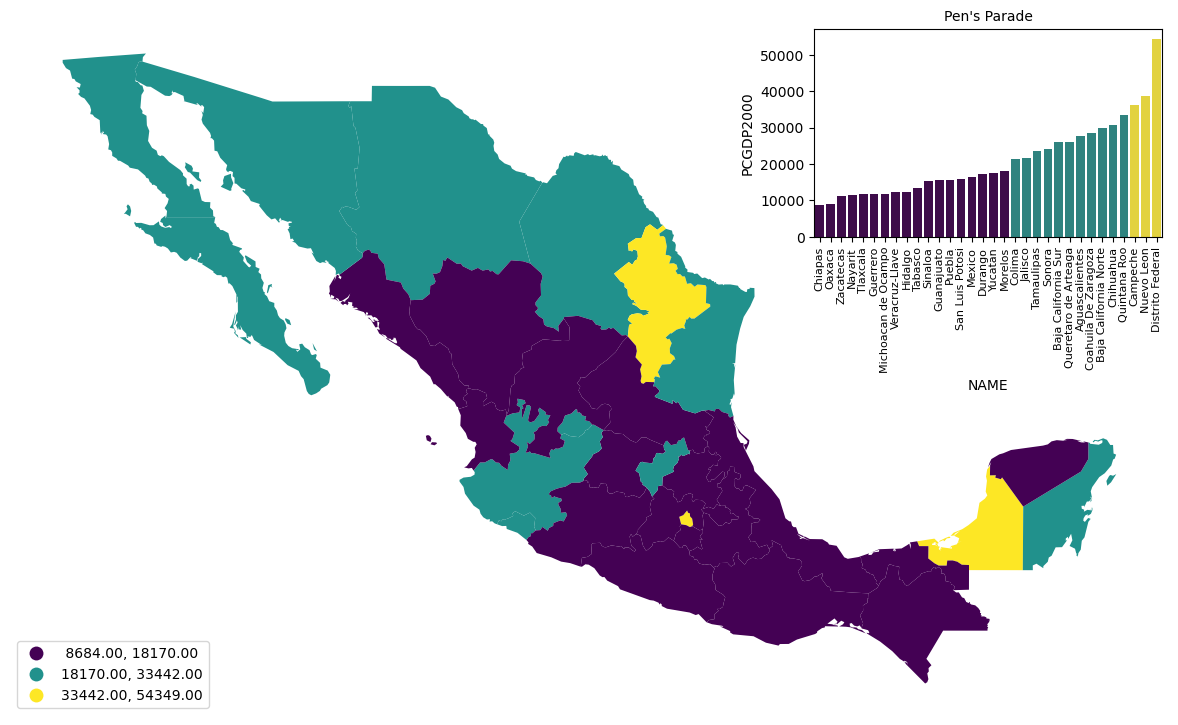 Pen's Parade
PCGDP2000
50000
40000
30000
20000
10000
0
Chiapas
Oaxaca
Zacatecas
Nayarit
Tlaxcala
Guerrero
Michoacan de Ocampo
Veracruz-Llave
Hidalgo
Tabasco
Sinaloa
Guanajuato
Puebla
San Luis Potosi
Mexico
Durango
Yucatan
Morelos
Colima
Jalisco
Tamaulipas
Sonora
Baja California Sur
Queretaro de Arteaga
Aguascalientes
Coahuila De Zaragoza
Baja California Norte
Chihuahua
Quintana Roo
Campeche
Nuevo Leon
Distrito Federal
NAME
8684.00, 18170.00
18170.00, 33442.00
33442.00, 54349.00